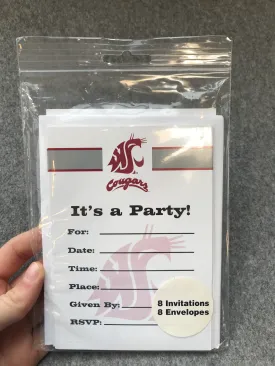 Cougars
It's a Party!
For:
Date:
Time:
Place:
Given By:
RSVP:
8 Invitations
8 Envelopes